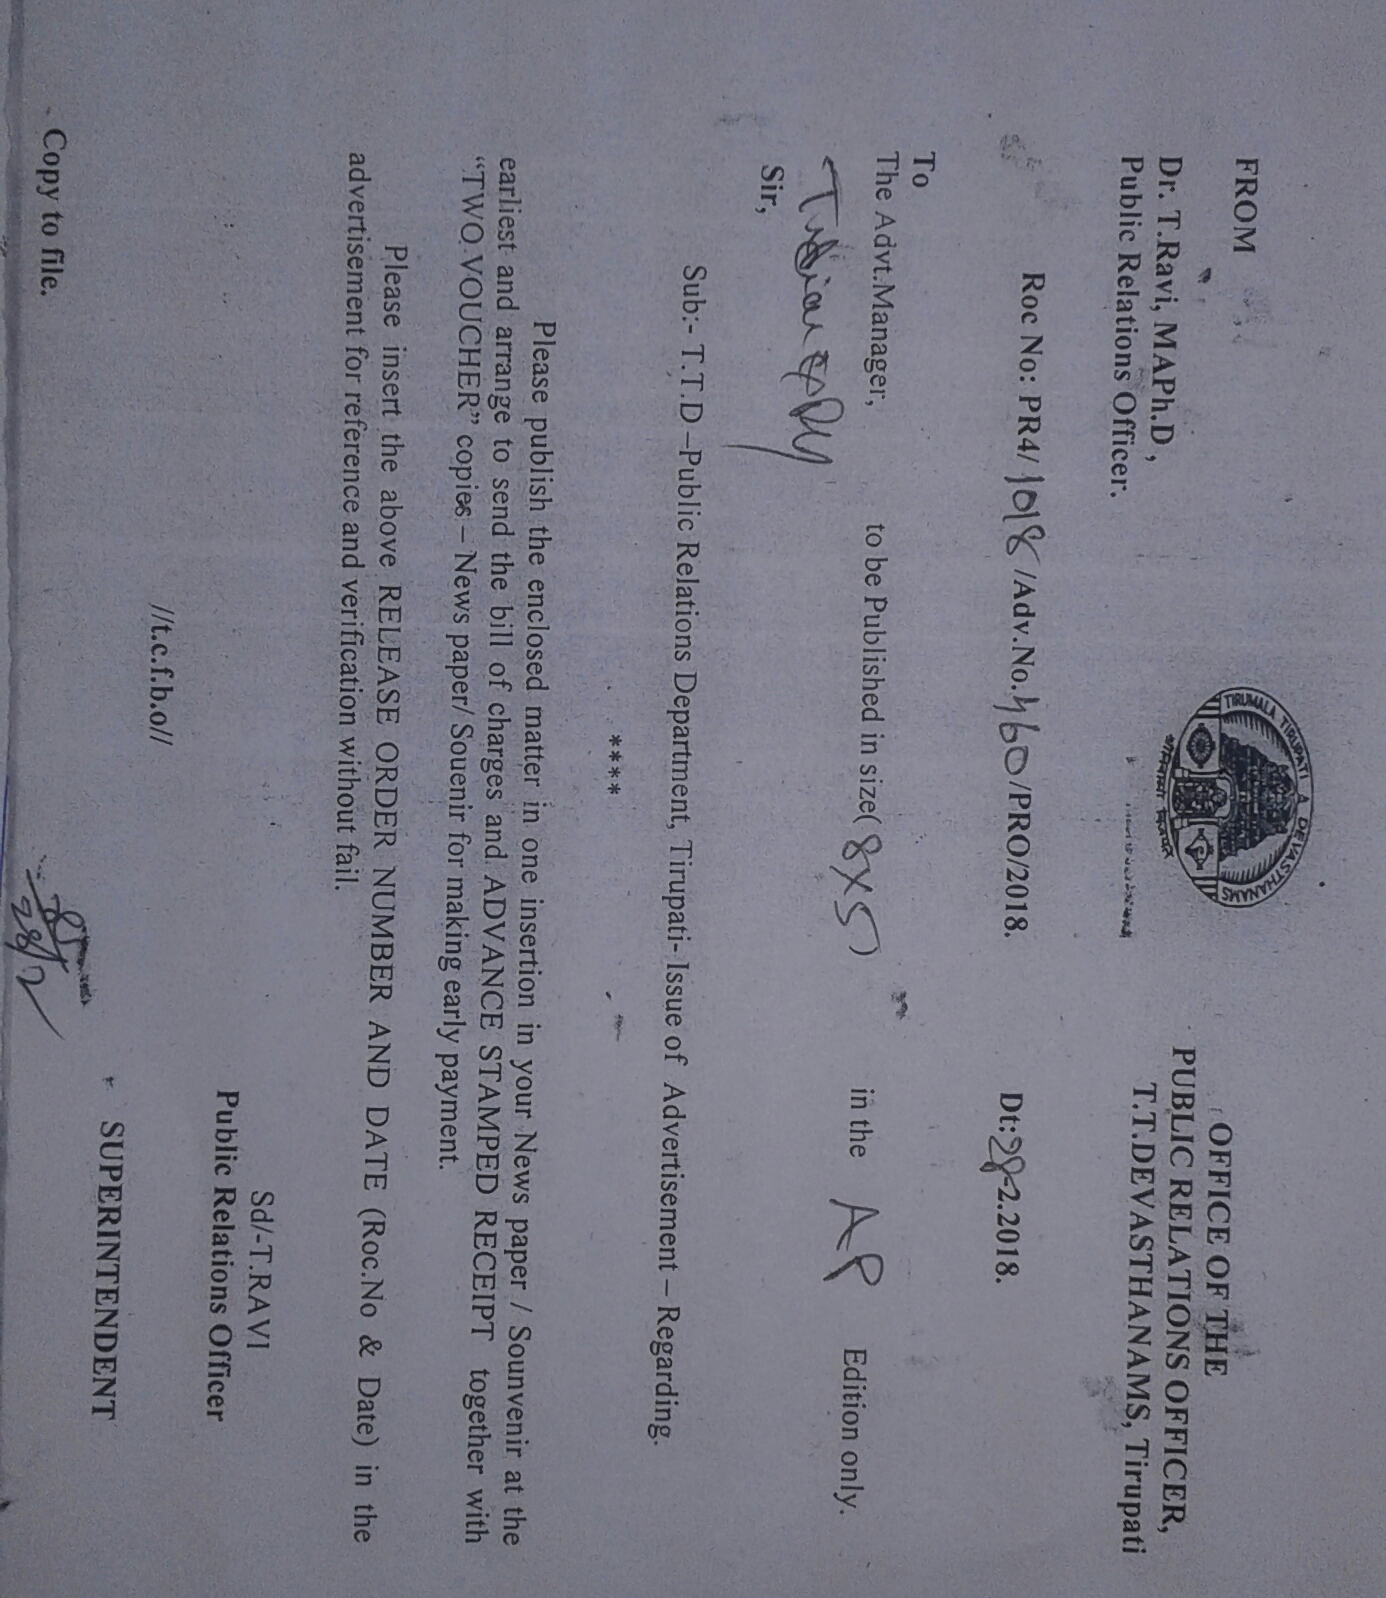 TIRUMALA TIRUPATI A DEVASTHANAMS
FROM
OFFICE OF THE
Dr. T.Ravi, MAPh.D ,
PUBLIC RELATIONS OFFICER,
Public Relations Officer.
T.T.DEVASTHANAMS, Tirupati
Roc No: PR4/ 1018 /Adv.No. 460 /PRO/2018. Dt:28-2.2018.
To
The Advt.Manager, to be Published in size( 8X5) in the AP Edition only.
Indian
Sir,
Sub:- T.T.D –Public Relations Department, Tirupati- Issue of Advertisement – Regarding.
****
Please publish the enclosed matter in one insertion in your News paper / Sounvenir at the
earliest and arrange to send the bill of charges and ADVANCE STAMPED RECEIPT together with
“TWO VOUCHER” copies – News paper/ Souenir for making early payment.
Please insert the above RELEASE ORDER NUMBER AND DATE (Roc.No & Date) in the
advertisement for reference and verification without fail.
Sd/-T.RAVI
Public Relations Officer
//t.c.f.b.o//
SUPERINTENDENT
28/2
Copy to file.